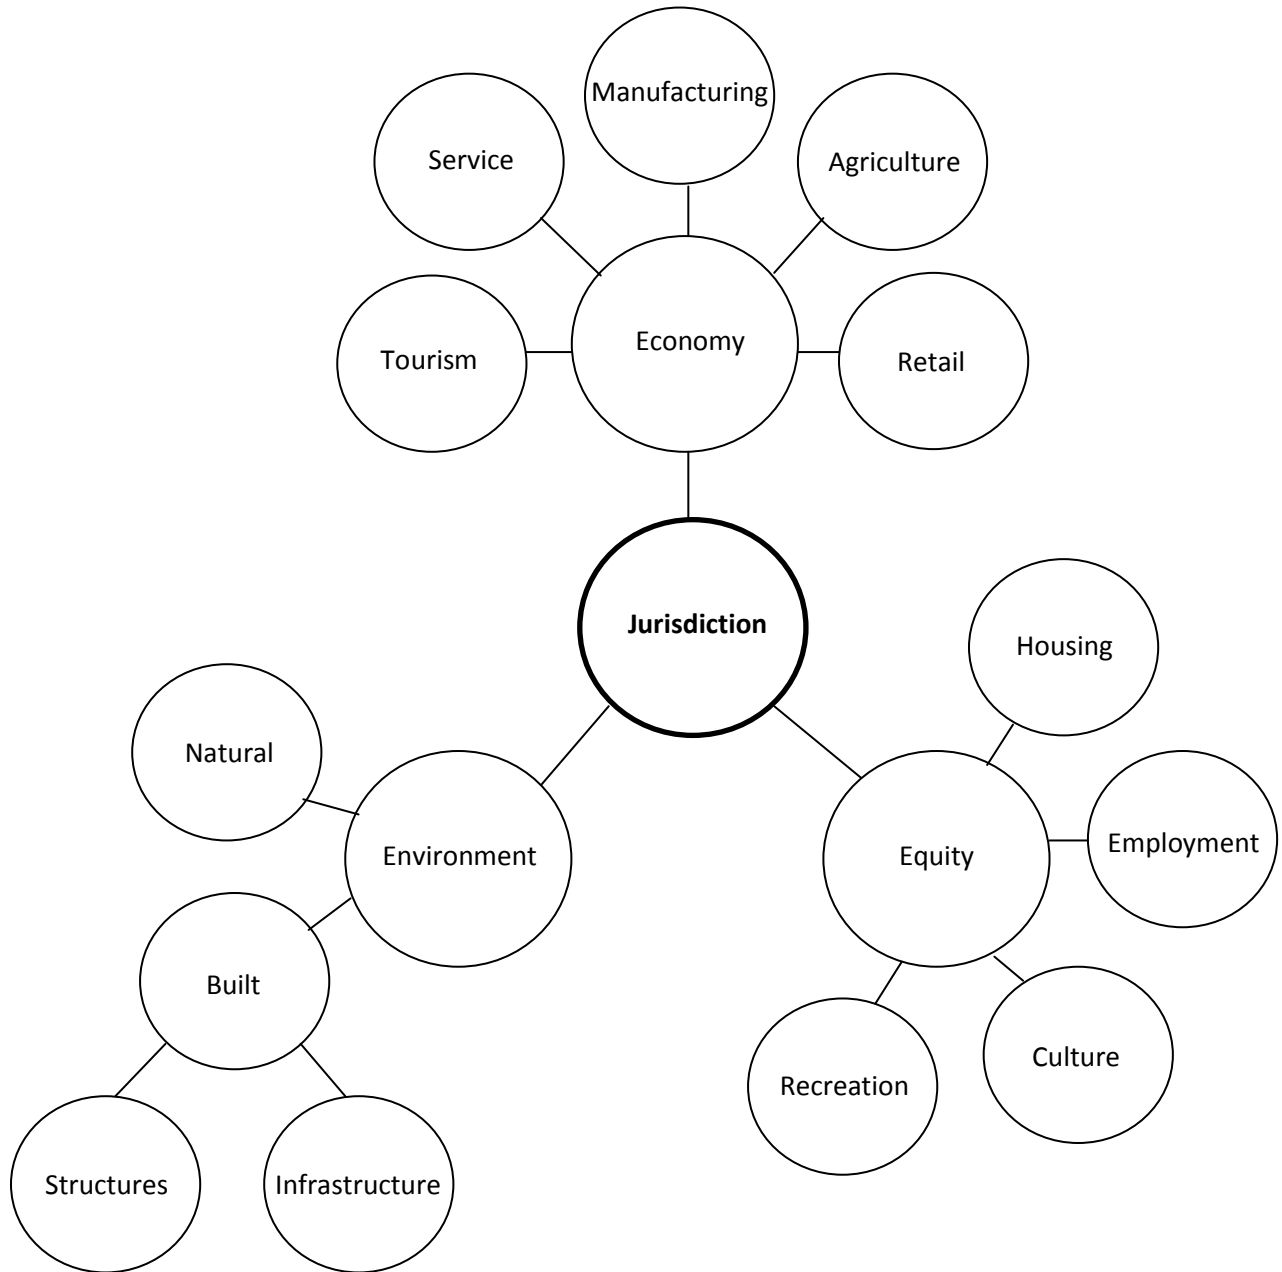 Manufacturing
Service
Agriculture
Economy
Tourism
Retail
Jurisdiction
Housing
Natural
Employment
Environment
Equity
Built
Culture
Recreation
Structures
Infrastructure